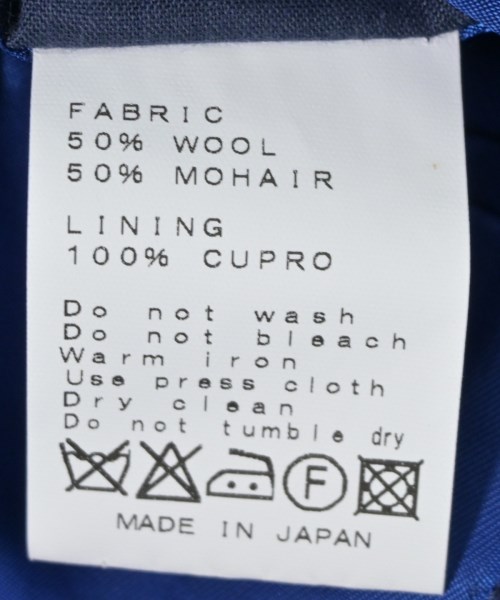 FABRIC
50% WOOL
50% MOHAIR
LINING
100% CUPRO
Do not wash
Do not bleach
Warm iron
Use press cloth
Dry clean
Do not tumble dry
F
MADE IN JAPAN